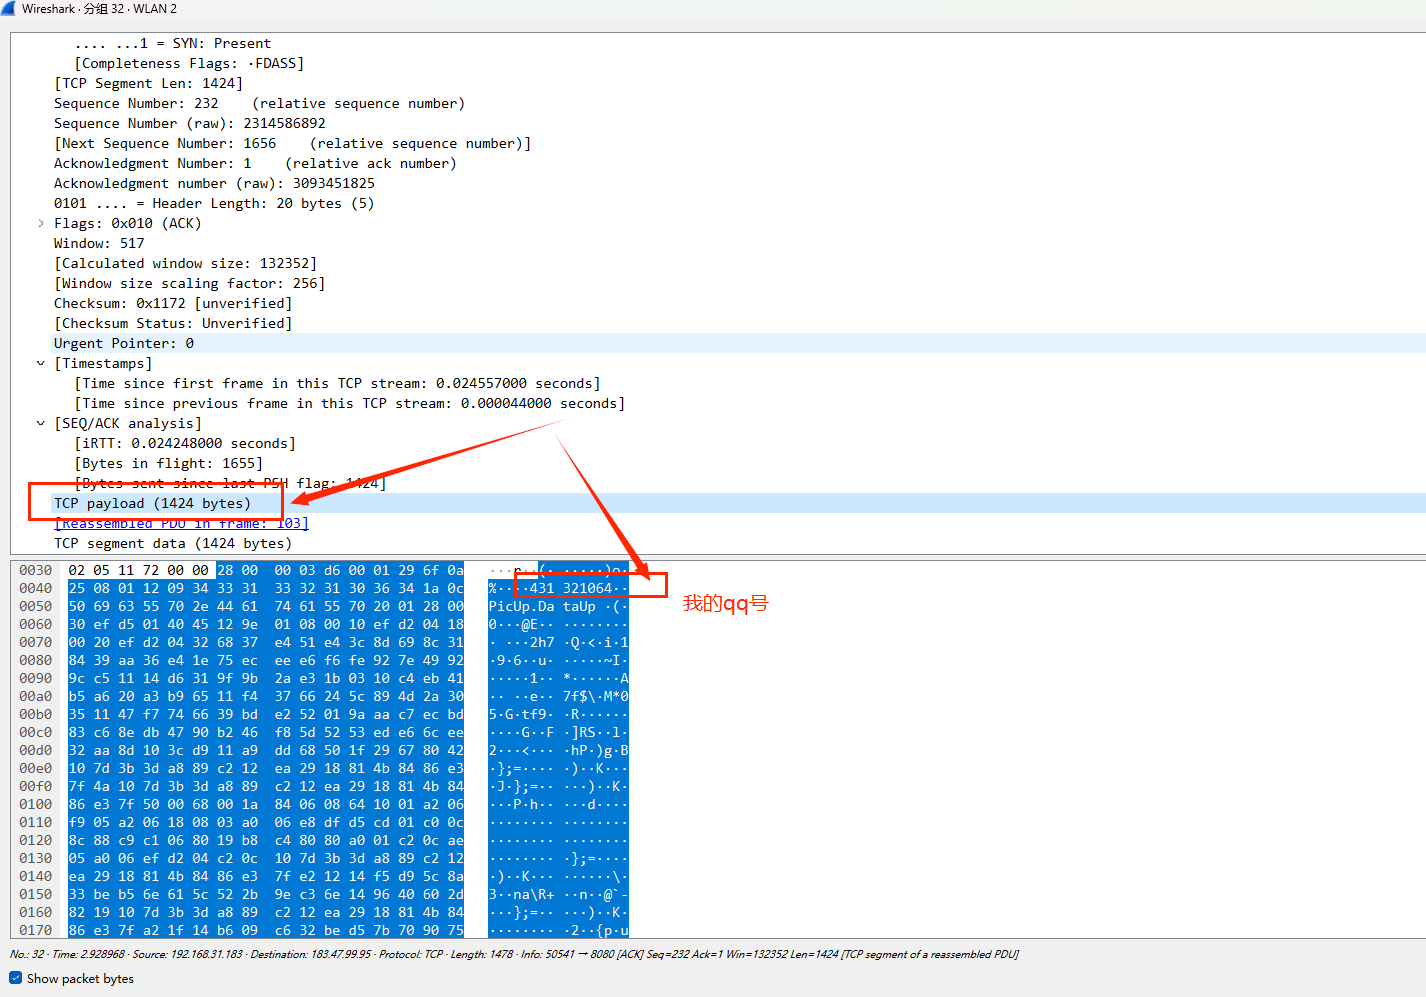 Wireshark · 分组 32 · WLAN 2
.... ...1 = SYN: Present
[Completeness Flags: ·FDASS]
[TCP Segment Len: 1424]
Sequence Number: 232    (relative sequence number)
Sequence Number (raw): 2314586892
[Next Sequence Number: 1656    (relative sequence number)]
Acknowledgment Number: 1    (relative ack number)
Acknowledgment number (raw): 3093451825
0101 .... = Header Length: 20 bytes (5)
Flags: 0x010 (ACK)
Window: 517
[Calculated window size: 132352]
[Window size scaling factor: 256]
Checksum: 0x1172 [unverified]
[Checksum Status: Unverified]
Urgent Pointer: 0
[Timestamps]
[Time since first frame in this TCP stream: 0.024557000 seconds]
[Time since previous frame in this TCP stream: 0.000044000 seconds]
[SEQ/ACK analysis]
[iRTT: 0.024248000 seconds]
[Bytes in flight: 1655]
[Bytes sent since last PSH flag: 1424]
TCP payload (1424 bytes)
[Reassembled PDU in frame: 103]
TCP segment data (1424 bytes)
0030 02 05 11 72 00 00 28 00 00 03 d6 00 01 29 6f 0a ···r··(· ·····)o·
0040 25 08 01 12 09 34 33 31 33 32 31 30 36 34 1a 0c %····431 321064··
我的qq号
0050 50 69 63 55 70 2e 44 61 74 61 55 70 20 01 28 00 PicUp.Da taUp ·(·
0060 30 ef d5 01 40 45 12 9e 01 08 00 10 ef d2 04 18 0···@E·· ········
0070 00 20 ef d2 04 32 68 37 e4 51 e4 3c 8d 69 8c 31 · ···2h7 ·Q·<·i·1
0080 84 39 aa 36 e4 1e 75 ec ee e6 f6 fe 92 7e 49 92 ·9·6··u· ·····~I·
0090 9c c5 11 14 d6 31 9f 9b 2a e3 1b 03 10 c4 eb 41 ·····1·· *······A
00a0 b5 a6 20 a3 b9 65 11 f4 37 66 24 5c 89 4d 2a 30 ·· ··e·· 7f$\·M*0
00b0 35 11 47 f7 74 66 39 bd e2 52 01 9a aa c7 ec bd 5·G·tf9· ·R······
00c0 83 c6 8e db 47 90 b2 46 f8 5d 52 53 ed e6 6c ee ····G··F ·]RS··l·
00d0 32 aa 8d 10 3c d9 11 a9 dd 68 50 1f 29 67 80 42 2···<··· ·hP·)g·B
00e0 10 7d 3b 3d a8 89 c2 12 ea 29 18 81 4b 84 86 e3 ·};=···· ·)··K···
00f0 7f 4a 10 7d 3b 3d a8 89 c2 12 ea 29 18 81 4b 84 ·J·};=·· ···)··K·
0100 86 e3 7f 50 00 68 00 1a 84 06 08 64 10 01 a2 06 ···P·h·· ···d····
0110 f9 05 a2 06 18 08 03 a0 06 e8 df d5 cd 01 c0 0c ········ ········
0120 8c 88 c9 c1 06 80 19 b8 c4 80 80 a0 01 c2 0c ae ········ ········
0130 05 a0 06 ef d2 04 c2 0c 10 7d 3b 3d a8 89 c2 12 ········ ·};=····
0140 ea 29 18 81 4b 84 86 e3 7f e2 12 14 f5 d9 5c 8a ·)··K··· ······\·
0150 33 be b5 6e 61 5c 52 2b 9e c3 6e 14 96 40 60 2d 3··na\R+ ··n··@`-
0160 82 19 10 7d 3b 3d a8 89 c2 12 ea 29 18 81 4b 84 ···};=·· ···)··K·
0170 86 e3 7f a2 1f 14 b6 09 c6 32 be d5 7b 70 90 75 ········ ·2··{p·u
No.: 32 · Time: 2.928968 · Source: 192.168.31.183 · Destination: 183.47.99.95 · Protocol: TCP · Length: 1478 · Info: 50541 → 8080 [ACK] Seq=232 Ack=1 Win=132352 Len=1424 [TCP segment of a reassembled PDU]
Show packet bytes